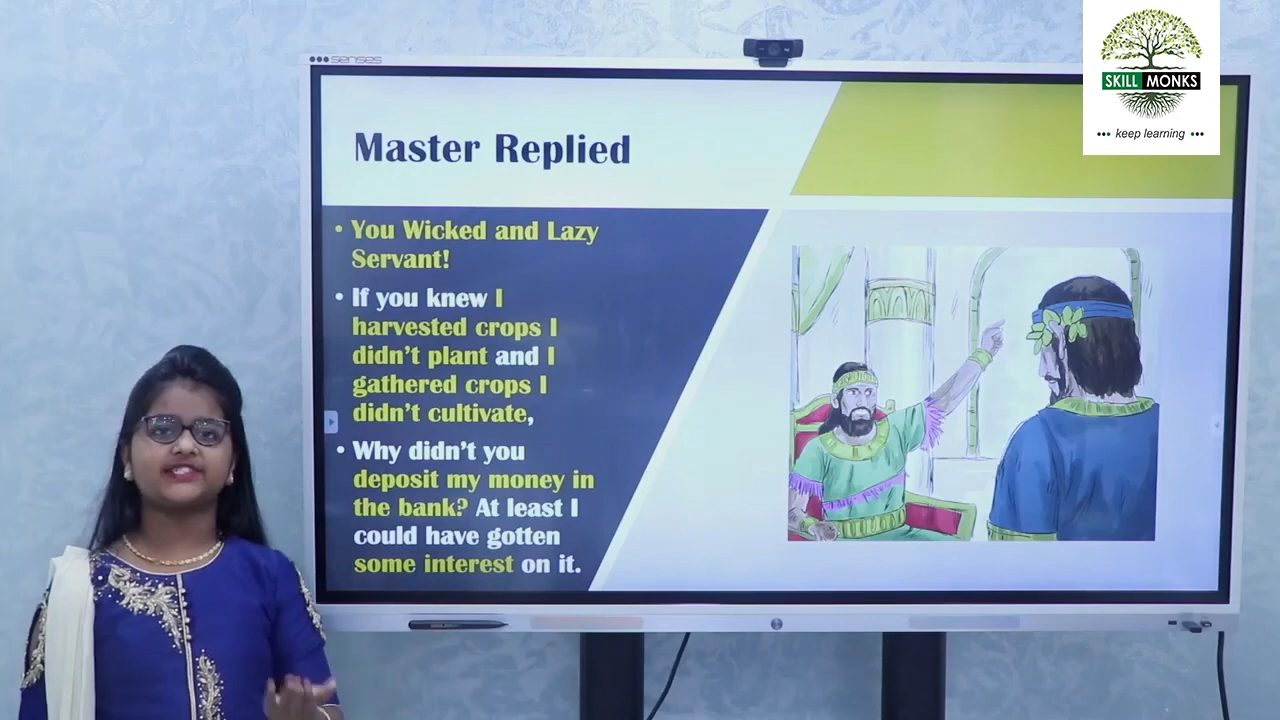 senses
SKILL MONKS
••• keep learning •••
Master Replied
• You Wicked and Lazy
Servant!
• If you knew I
harvested crops I
didn't plant and I
gathered crops I
didn't cultivate,
• Why didn't you
deposit my money in
the bank? At least I
could have gotten
some interest on it.